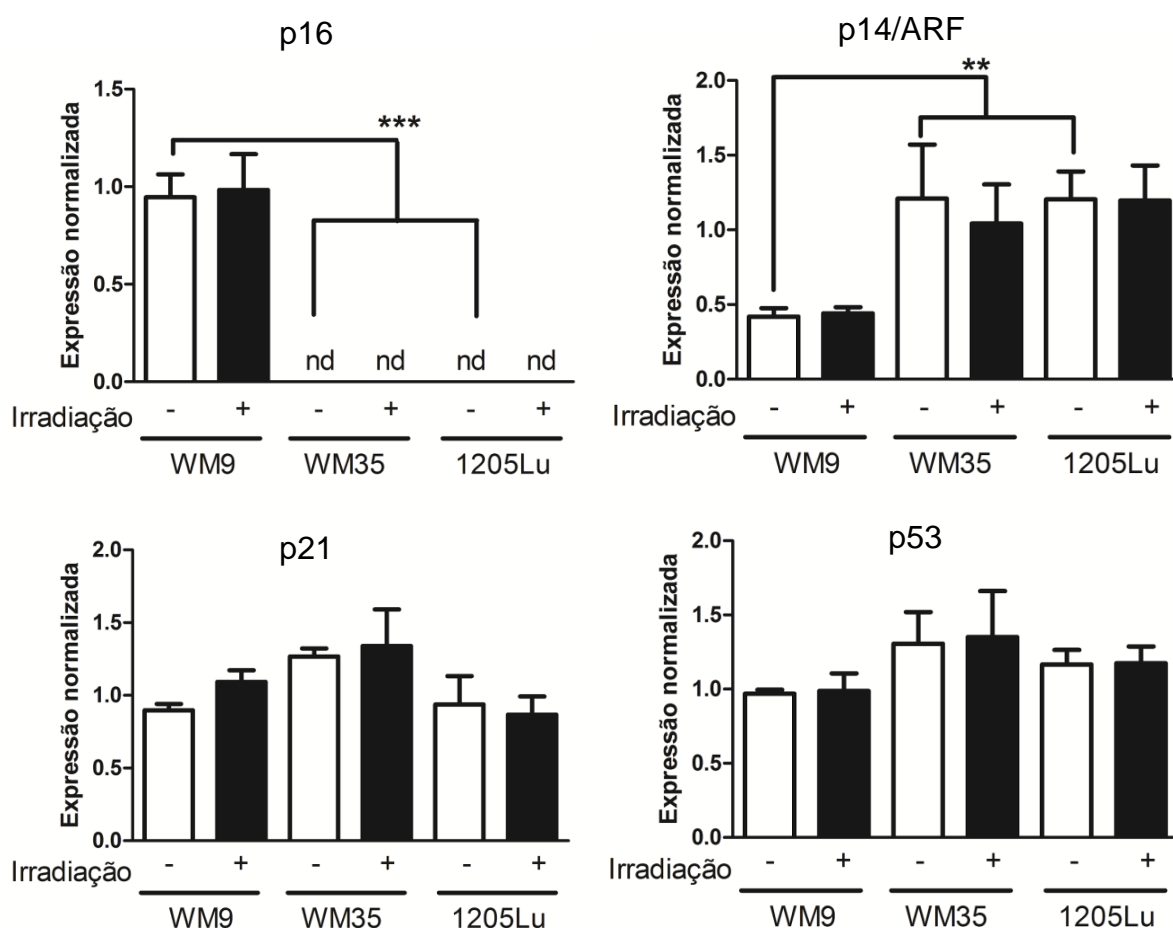 p16
Expressão normalizada
1.5
1.0
0.5
0.0
***
nd nd nd nd
Irradiação - + - + - +
WM9 WM35 1205Lu
p14/ARF
Expressão normalizada
2.0
1.5
1.0
0.5
0.0
**
Irradiação - + - + - +
WM9 WM35 1205Lu
p21
Expressão normalizada
2.0
1.5
1.0
0.5
0.0
Irradiação - + - + - +
WM9 WM35 1205Lu
p53
Expressão normalizada
2.0
1.5
1.0
0.5
0.0
Irradiação - + - + - +
WM9 WM35 1205Lu